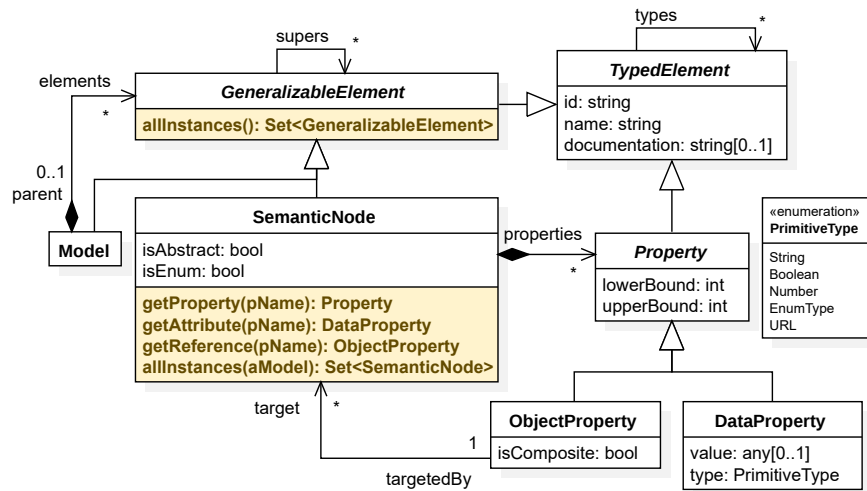 supers
*
types
*
elements
*
GeneralizableElement
allInstances(): Set<GeneralizableElement>
TypedElement
id: string
name: string
documentation: string[0..1]
0..1
parent
Model
SemanticNode
isAbstract: bool
isEnum: bool
getProperty(pName): Property
getAttribute(pName): DataProperty
getReference(pName): ObjectProperty
allInstances(aModel): Set<SemanticNode>
properties
*
Property
lowerBound: int
upperBound: int
«enumeration»
PrimitiveType
String
Boolean
Number
EnumType
URL
target
*
1
targetedBy
ObjectProperty
isComposite: bool
DataProperty
value: any[0..1]
type: PrimitiveType